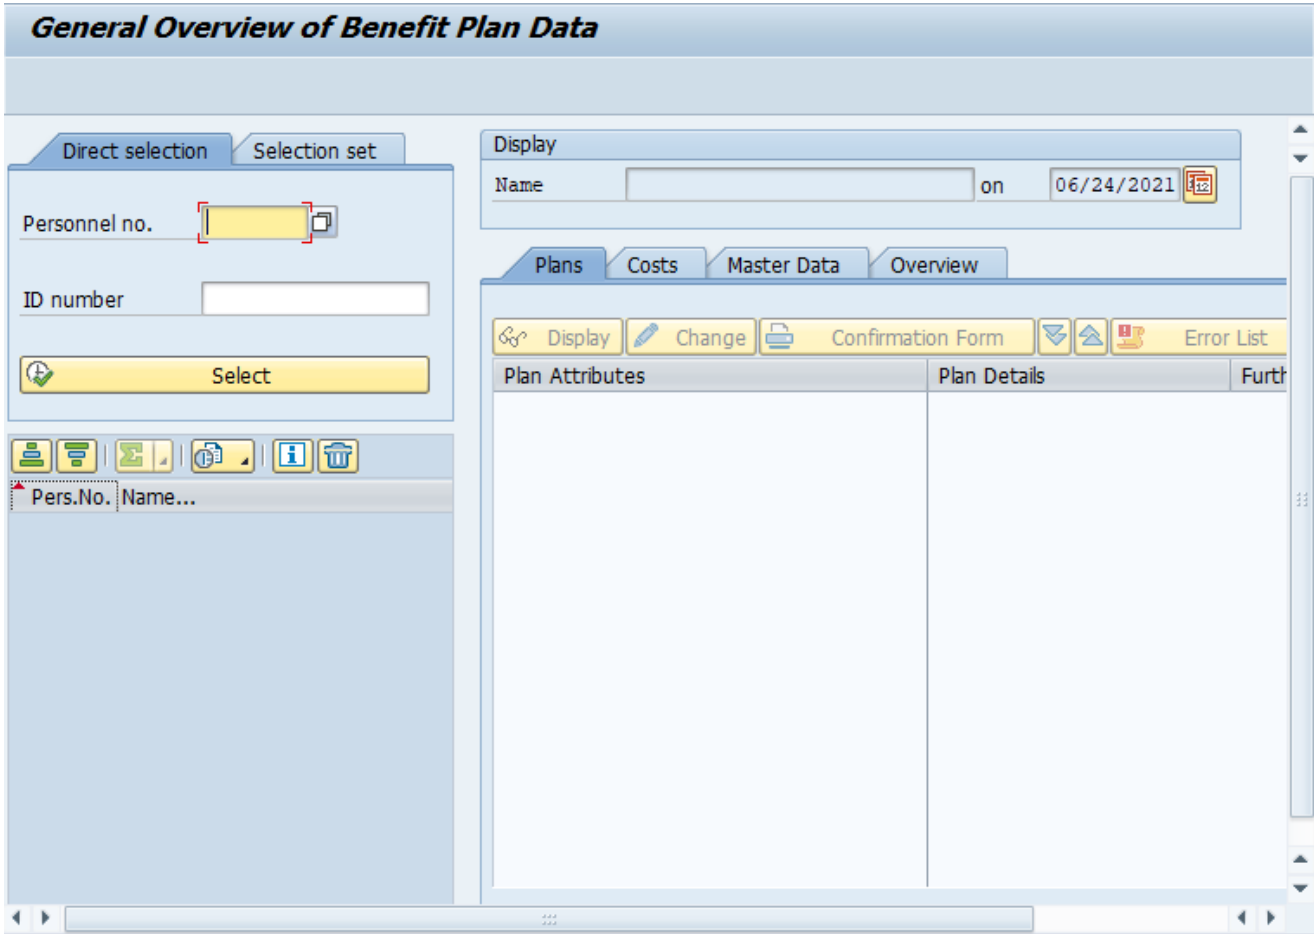 General Overview of Benefit Plan Data
Direct selection
Selection set
Personnel no.
ID number
Select
Pers.No. Name...
Display
Name
on
06/24/2021
Plans
Costs
Master Data
Overview
Display
Change
Confirmation Form
Error List
Plan Attributes
Plan Details
Furth